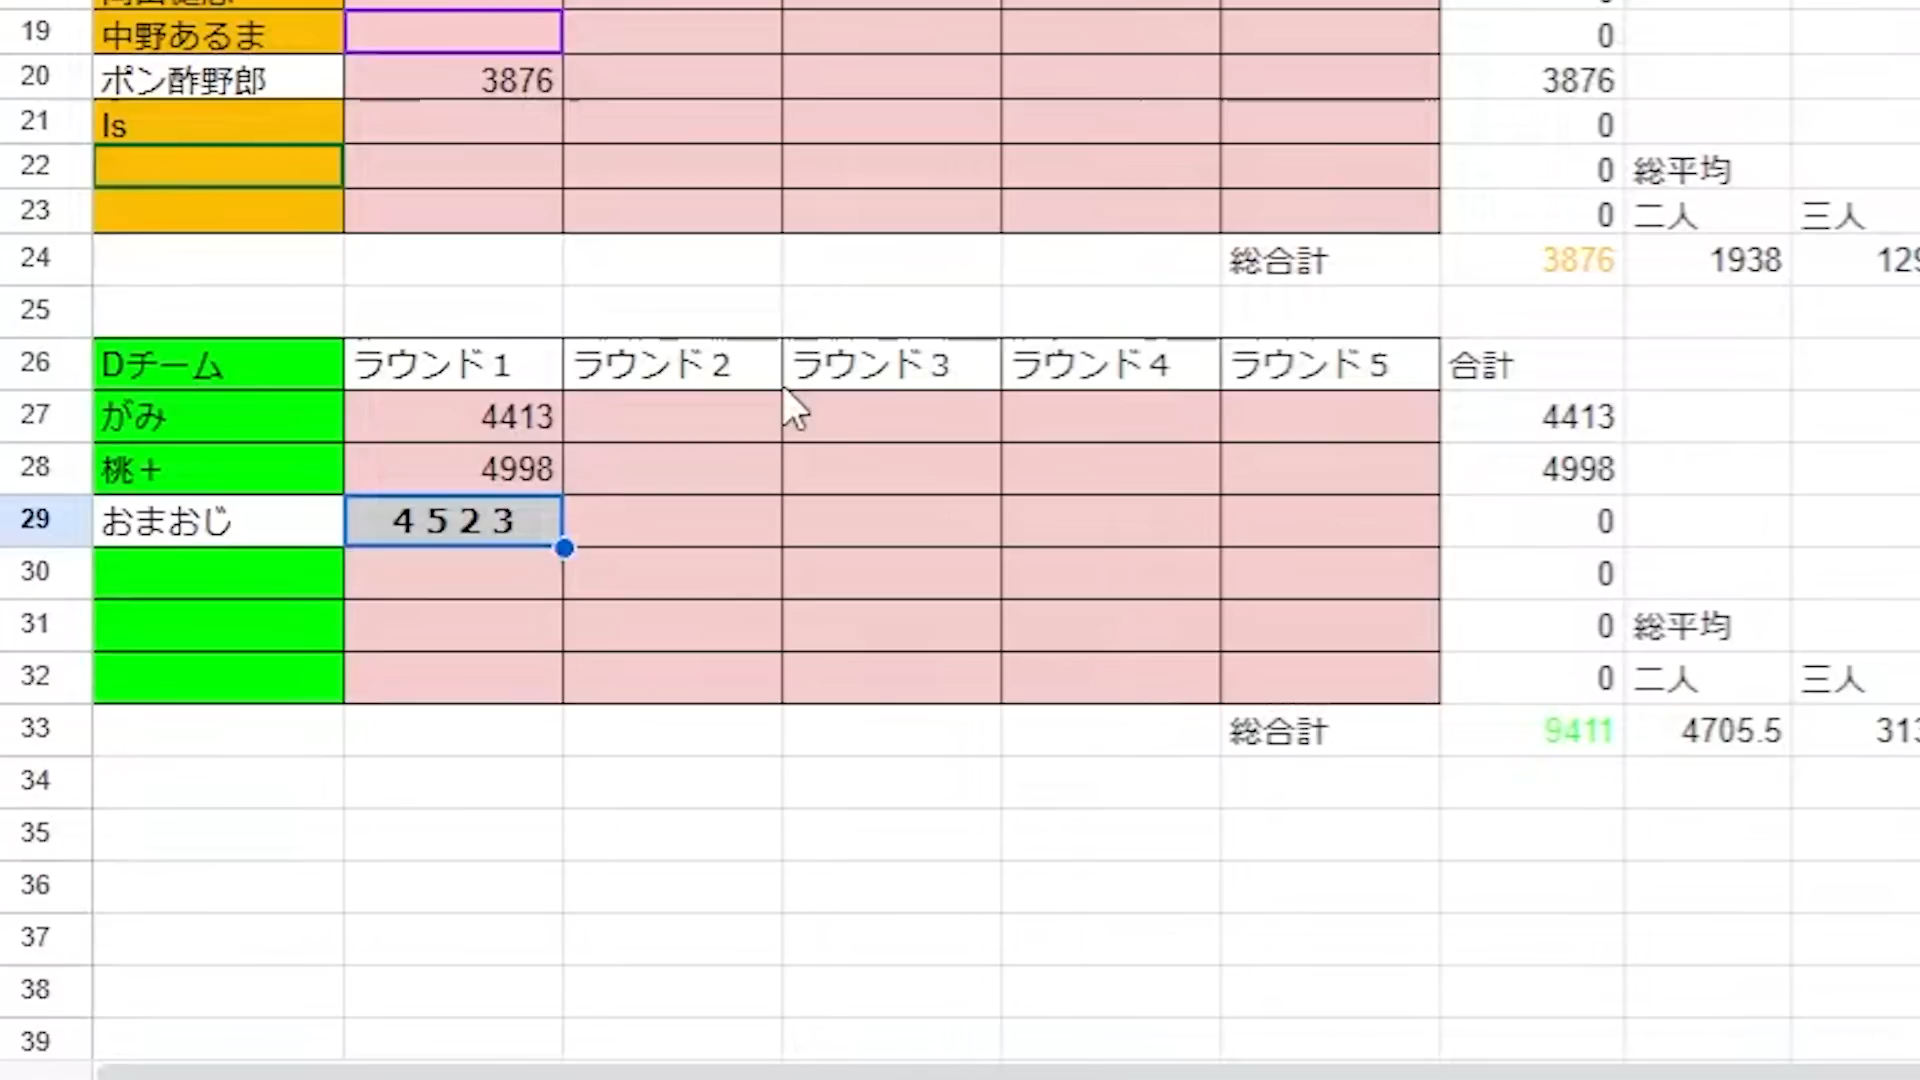 19 中野あるま 0
20 ポン酢野郎 3876 3876
21 Is 0
22 0 総平均
23 0 二人 三人
24 総合計 3876 1938
25
26 Dチーム ラウンド１ ラウンド２ ラウンド３ ラウンド４ ラウンド５ 合計
27 がみ 4413 4413
28 桃＋ 4998 4998
29 おまおじ ４５２３ 0
30 0
31 0 総平均
32 0 二人 三人
33 総合計 9411 4705.5
34
35
36
37
38
39